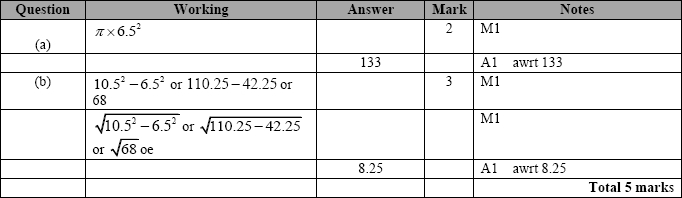 Question Working Answer Mark Notes
(a) π × 6.5² 2 M1
133 A1 awrt 133
(b) 10.5² − 6.5² or 110.25 − 42.25 or 3 M1
68
√(10.5² − 6.5²) or √(110.25 − 42.25) M1
or √68 oe
8.25 A1 awrt 8.25
Total 5 marks